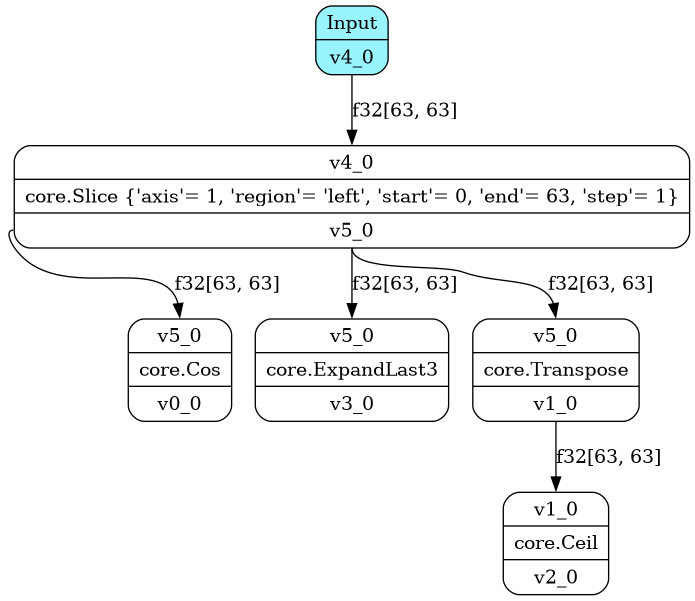 Input
v4_0
f32[63, 63]
v4_0
core.Slice {'axis'= 1, 'region'= 'left', 'start'= 0, 'end'= 63, 'step'= 1}
v5_0
f32[63, 63]
f32[63, 63]
f32[63, 63]
v5_0
core.Cos
v0_0
v5_0
core.ExpandLast3
v3_0
v5_0
core.Transpose
v1_0
f32[63, 63]
v1_0
core.Ceil
v2_0